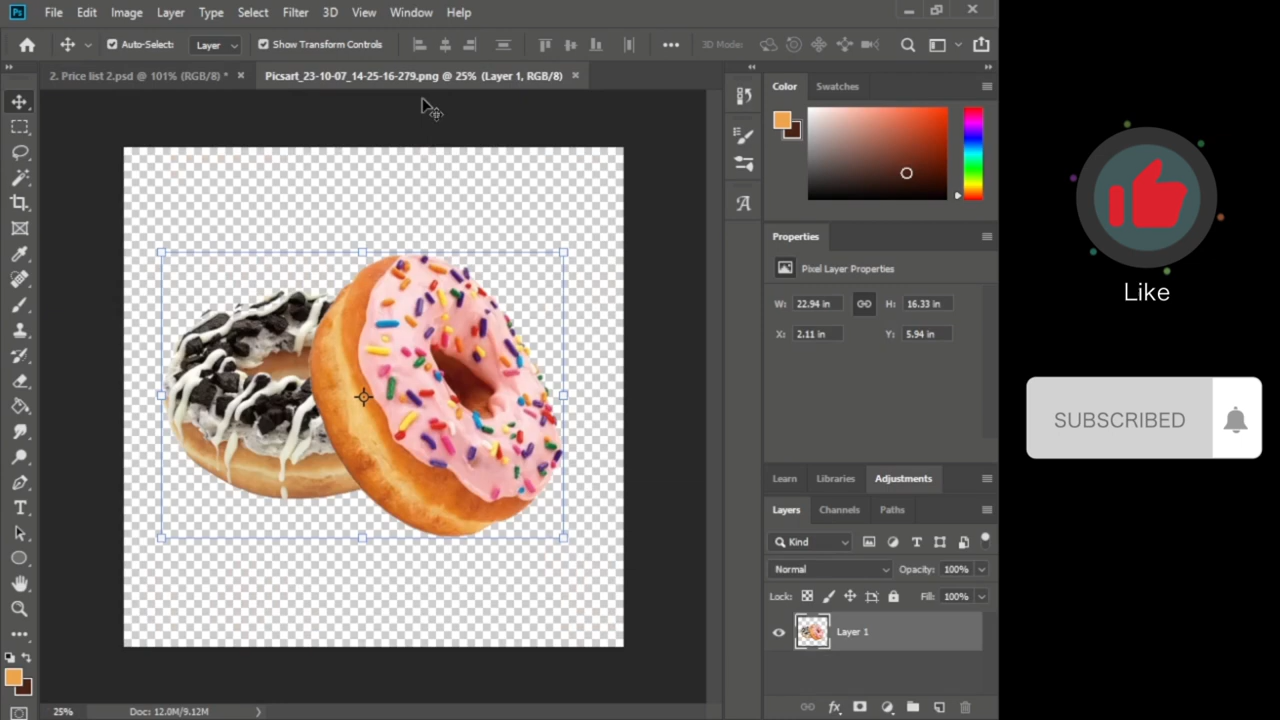 Ps File Edit Image Layer Type Select Filter 3D View Window Help
Auto-Select: Layer Show Transform Controls 3D Mode:
2. Price list 2.psd @ 101% (RGB/8) * Picsart_23-10-07_14-25-16-279.png @ 25% (Layer 1, RGB/8)
Color Swatches
Properties
Pixel Layer Properties
W: 22.94 in H: 16.33 in
X: 2.11 in Y: 5.94 in
Learn Libraries Adjustments
Layers Channels Paths
Kind
Normal Opacity: 100%
Lock: Fill: 100%
Layer 1
fx
25% Doc: 12.0M/9.12M
Like
SUBSCRIBED